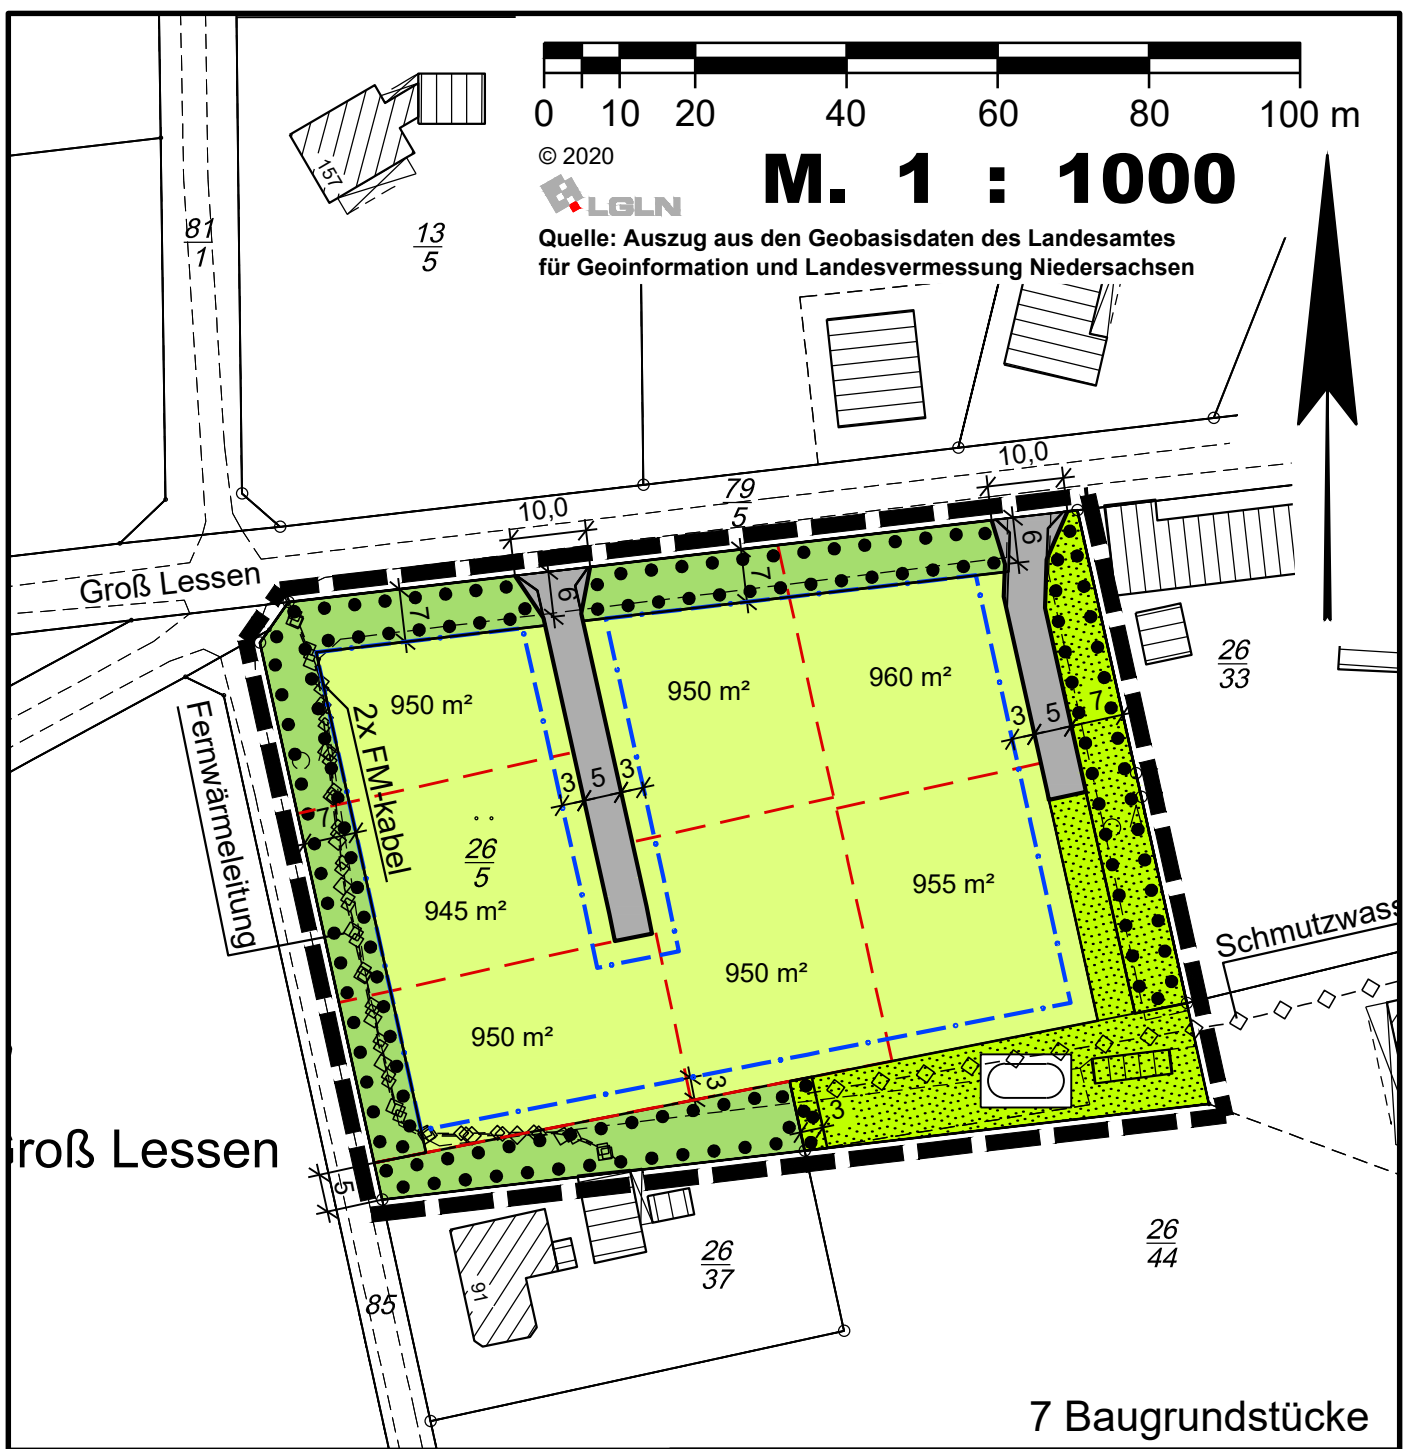 0 10 20 40 60 80 100 m
© 2020
M. 1 : 1000
LGLN
Quelle: Auszug aus den Geobasisdaten des Landesamtes
für Geoinformation und Landesvermessung Niedersachsen
157
81
1
13
5
10,0
79
5
10,0
Groß Lessen
7
6
7
6
950 m²
950 m²
960 m²
26
33
Fernwärmeleitung
2x FM-kabel
3 5 3
3 5 7
7
26
5
945 m²
955 m²
Schmutzwass
950 m²
950 m²
3
3
roß Lessen
5
26
37
26
44
91
85
7 Baugrundstücke